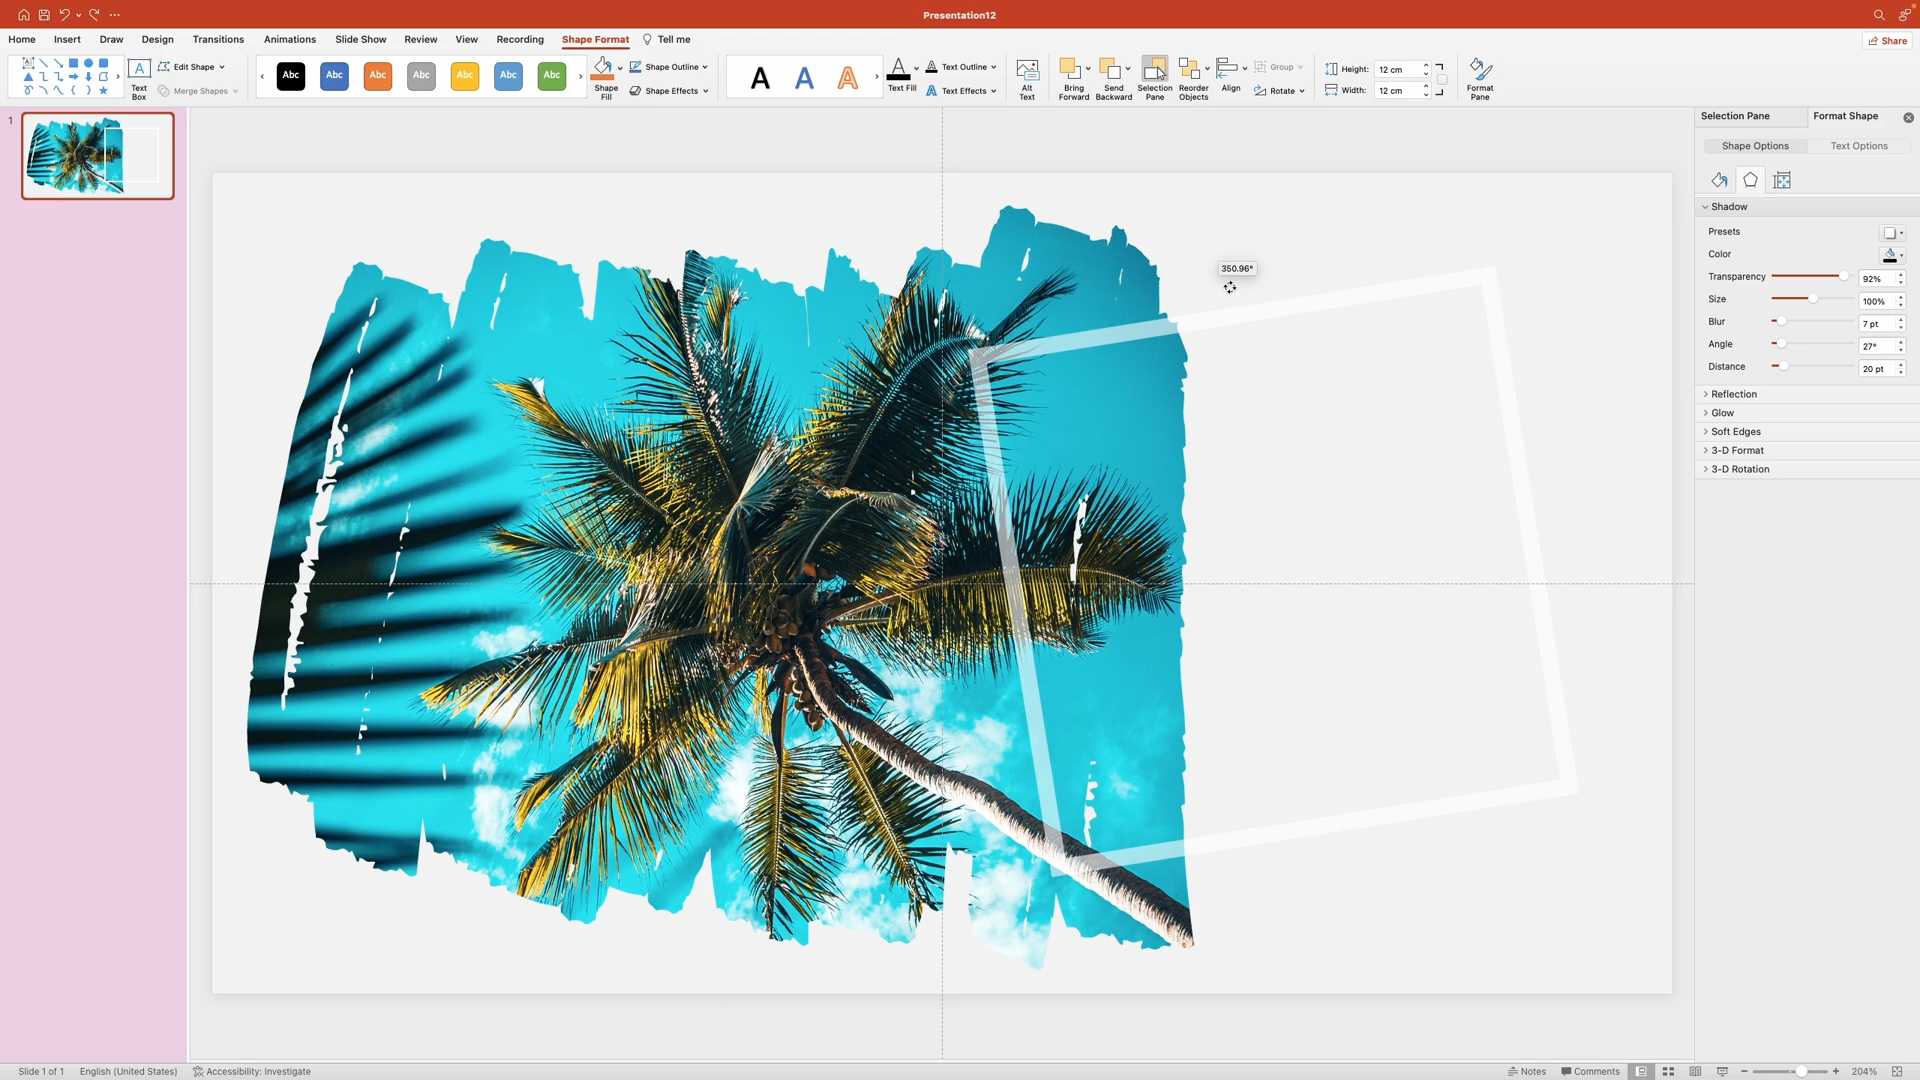 Presentation12
Home Insert Draw Design Transitions Animations Slide Show Review View Recording Shape Format Tell me Share
Text Box
Edit Shape
Merge Shapes
Abc Abc Abc Abc Abc Abc Abc
Shape Fill
Shape Outline
Shape Effects
A A A
Text Fill
Text Outline
Text Effects
Alt Text
Bring Forward
Send Backward
Selection Pane
Reorder Objects
Align
Group
Rotate
Height: 12 cm
Width: 12 cm
Format Pane
1
350.96°
Selection Pane Format Shape
Shape Options Text Options
Shadow
Presets
Color
Transparency 92%
Size 100%
Blur 7 pt
Angle 27°
Distance 20 pt
Reflection
Glow
Soft Edges
3-D Format
3-D Rotation
Slide 1 of 1 English (United States) Accessibility: Investigate Notes Comments 204%